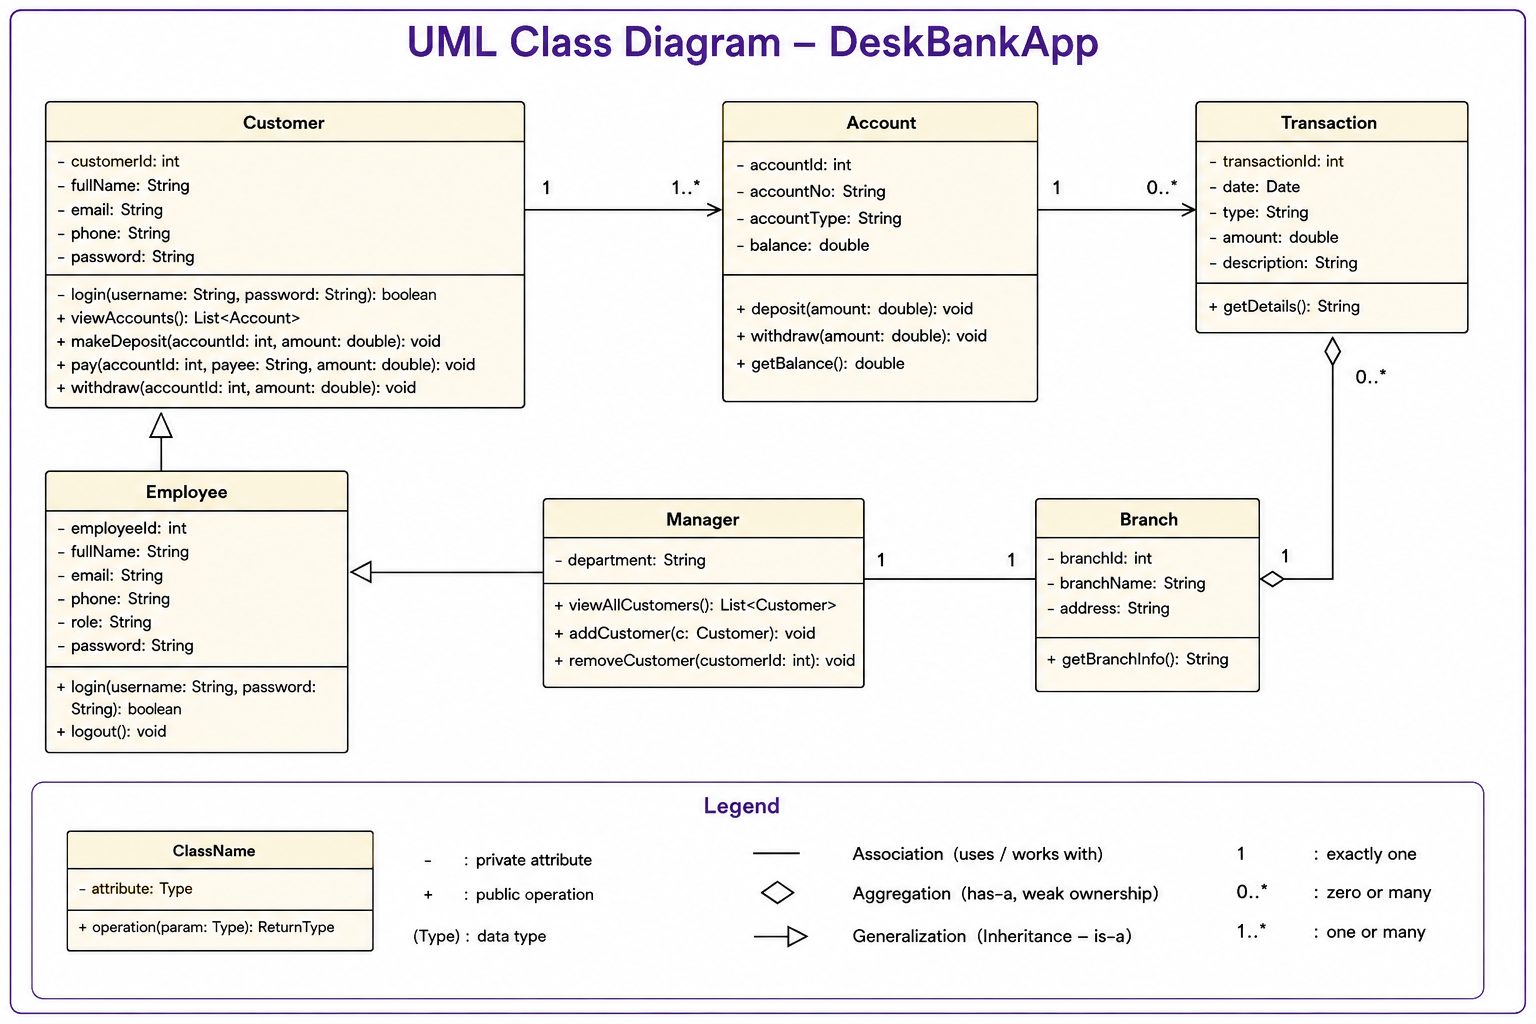 UML Class Diagram – DeskBankApp
Customer
- customerId: int
- fullName: String
- email: String
- phone: String
- password: String
- login(username: String, password: String): boolean
+ viewAccounts(): List<Account>
+ makeDeposit(accountId: int, amount: double): void
+ pay(accountId: int, payee: String, amount: double): void
+ withdraw(accountId: int, amount: double): void
1
1..*
Account
- accountId: int
- accountNo: String
- accountType: String
- balance: double
+ deposit(amount: double): void
+ withdraw(amount: double): void
+ getBalance(): double
1
0..*
Transaction
- transactionId: int
- date: Date
- type: String
- amount: double
- description: String
+ getDetails(): String
0..*
Employee
- employeeId: int
- fullName: String
- email: String
- phone: String
- role: String
- password: String
+ login(username: String, password:
String): boolean
+ logout(): void
Manager
- department: String
+ viewAllCustomers(): List<Customer>
+ addCustomer(c: Customer): void
+ removeCustomer(customerId: int): void
1
1
Branch
- branchId: int
- branchName: String
- address: String
+ getBranchInfo(): String
1
Legend
ClassName
- attribute: Type
+ operation(param: Type): ReturnType
- : private attribute
+ : public operation
(Type) : data type
Association (uses / works with)
Aggregation (has-a, weak ownership)
Generalization (Inheritance – is-a)
1 : exactly one
0..* : zero or many
1..* : one or many